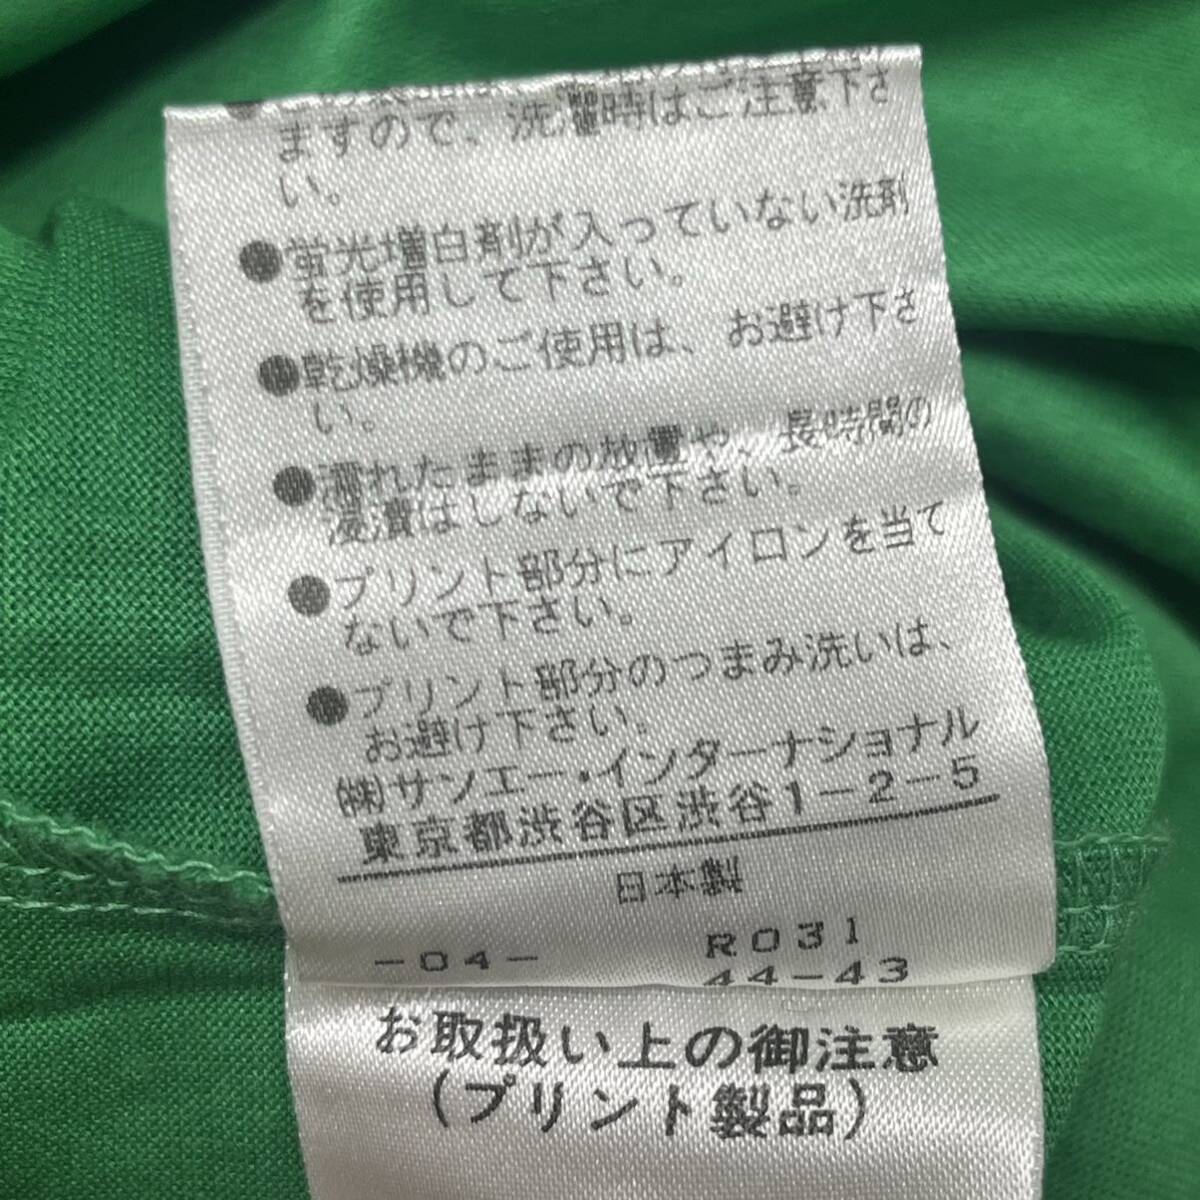 ますので、洗濯時はご注意下さ
い。
●蛍光増白剤が入っていない洗剤
を使用して下さい。
●乾燥機のご使用は、お避け下さ
い。
●濡れたままの放置や、長時間の
浸漬はしないで下さい。
●プリント部分にアイロンを当て
ないで下さい。
●プリント部分のつまみ洗いは、
お避け下さい。
㈱サンエー・インターナショナル
東京都渋谷区渋谷1-2-5
日本製
-04- R031
44-43
お取扱い上の御注意
(プリント製品)